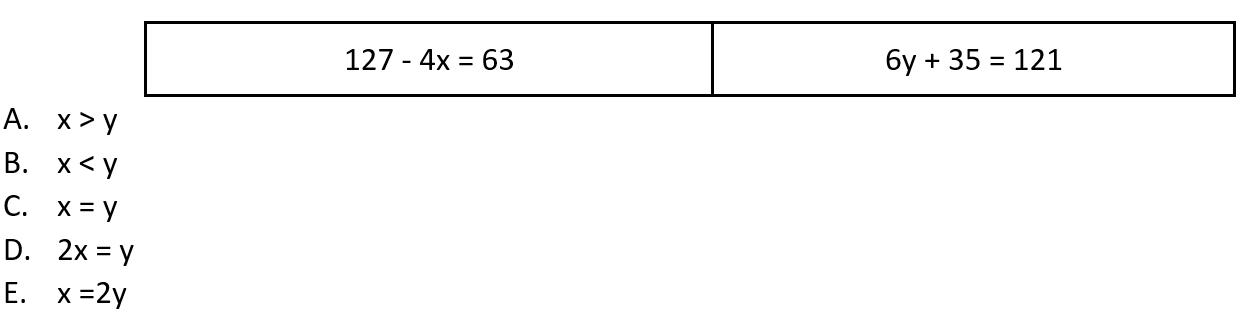 127 - 4x = 63
6y + 35 = 121
A. x > y
B. x < y
C. x = y
D. 2x = y
E. x =2y